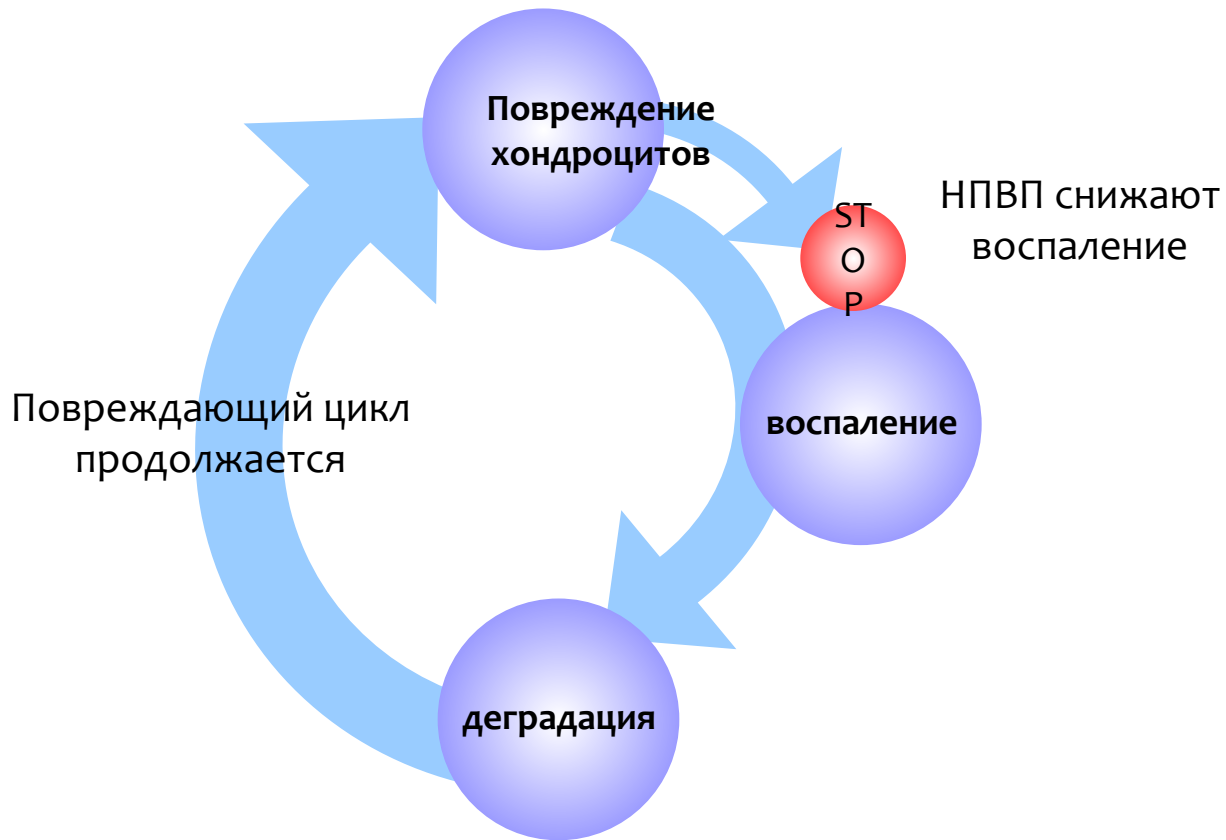 Повреждение
хондроцитов
ST
O
P
НПВП снижают
воспаление
Повреждающий цикл
продолжается
воспаление
деградация